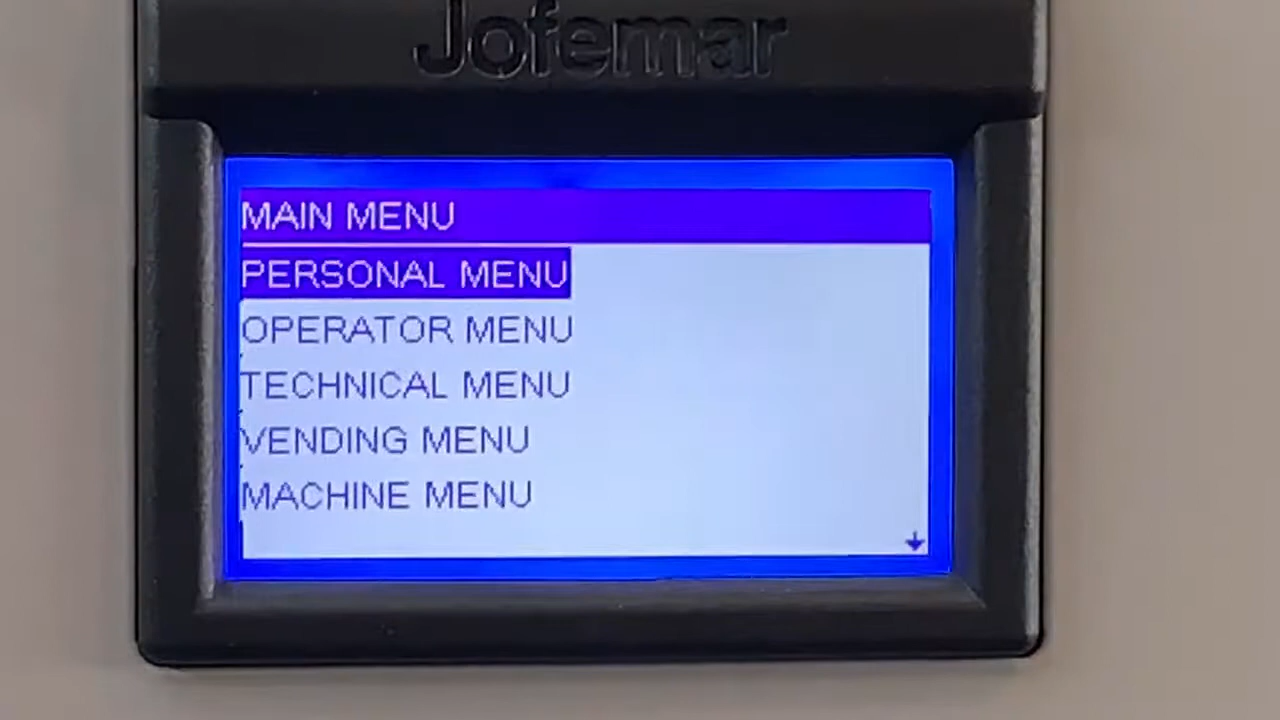 Jofemar
MAIN MENU
PERSONAL MENU
OPERATOR MENU
TECHNICAL MENU
VENDING MENU
MACHINE MENU